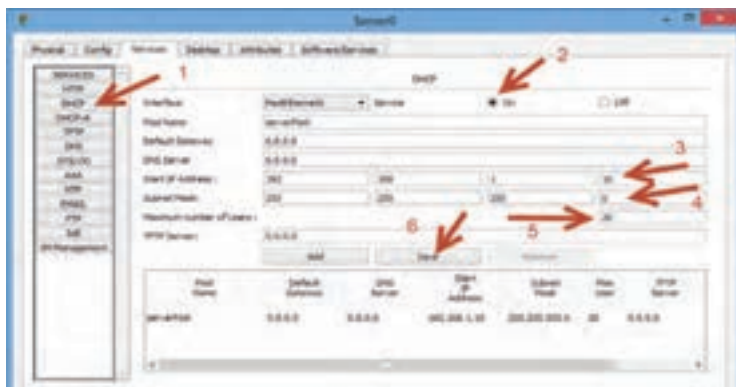 Server0
Physical Config Services Desktop Attributes Software/Services
1
2
SERVICES
HTTP
DHCP
DHCPv6
TFTP
DNS
SYSLOG
AAA
NTP
EMAIL
FTP
IoT
VM Management
DHCP
Interface FastEthernet0 Service On Off
Pool Name serverPool
Default Gateway 0.0.0.0
DNS Server 0.0.0.0
3
Start IP Address : 192 168 1 10
Subnet Mask: 255 255 255 0
4
Maximum number of Users : 20
5
6
TFTP Server: 0.0.0.0
Add Save Remove
Pool Name Default Gateway DNS Server Start IP Address Subnet Mask Max User TFTP Server
serverPool 0.0.0.0 0.0.0.0 192.168.1.10 255.255.255.0 20 0.0.0.0